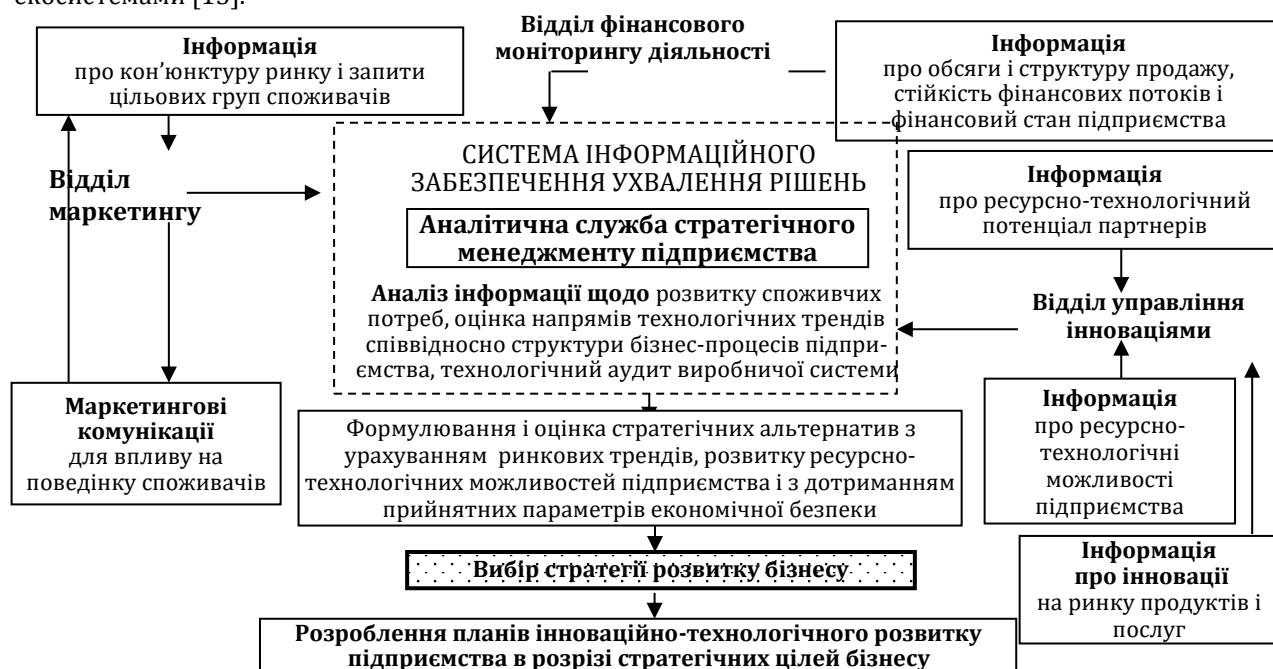 екосистемами [15].
Відділ фінансового
моніторингу діяльності
Інформація
про кон’юнктуру ринку і запити
цільових груп споживачів
Інформація
про обсяги і структуру продажу,
стійкість фінансових потоків і
фінансовий стан підприємства
СИСТЕМА ІНФОРМАЦІЙНОГО
ЗАБЕЗПЕЧЕННЯ УХВАЛЕННЯ РІШЕНЬ
Відділ
маркетингу
Інформація
про ресурсно-технологічний
потенціал партнерів
Аналітична служба стратегічного
менеджменту підприємства
Аналіз інформації щодо розвитку споживчих
потреб, оцінка напрямів технологічних трендів
співвідносно структури бізнес-процесів підпри-
ємства, технологічний аудит виробничої системи
Відділ управління
інноваціями
Маркетингові
комунікації
для впливу на
поведінку споживачів
Інформація
про ресурсно-
технологічні
можливості
підприємства
Формулювання і оцінка стратегічних альтернатив з
урахуванням ринкових трендів, розвитку ресурсно-
технологічних можливостей підприємства і з дотриманням
прийнятних параметрів економічної безпеки
Вибір стратегії розвитку бізнесу
Інформація
про інновації
на ринку продуктів і
послуг
Розроблення планів інноваційно-технологічного розвитку
підприємства в розрізі стратегічних цілей бізнесу